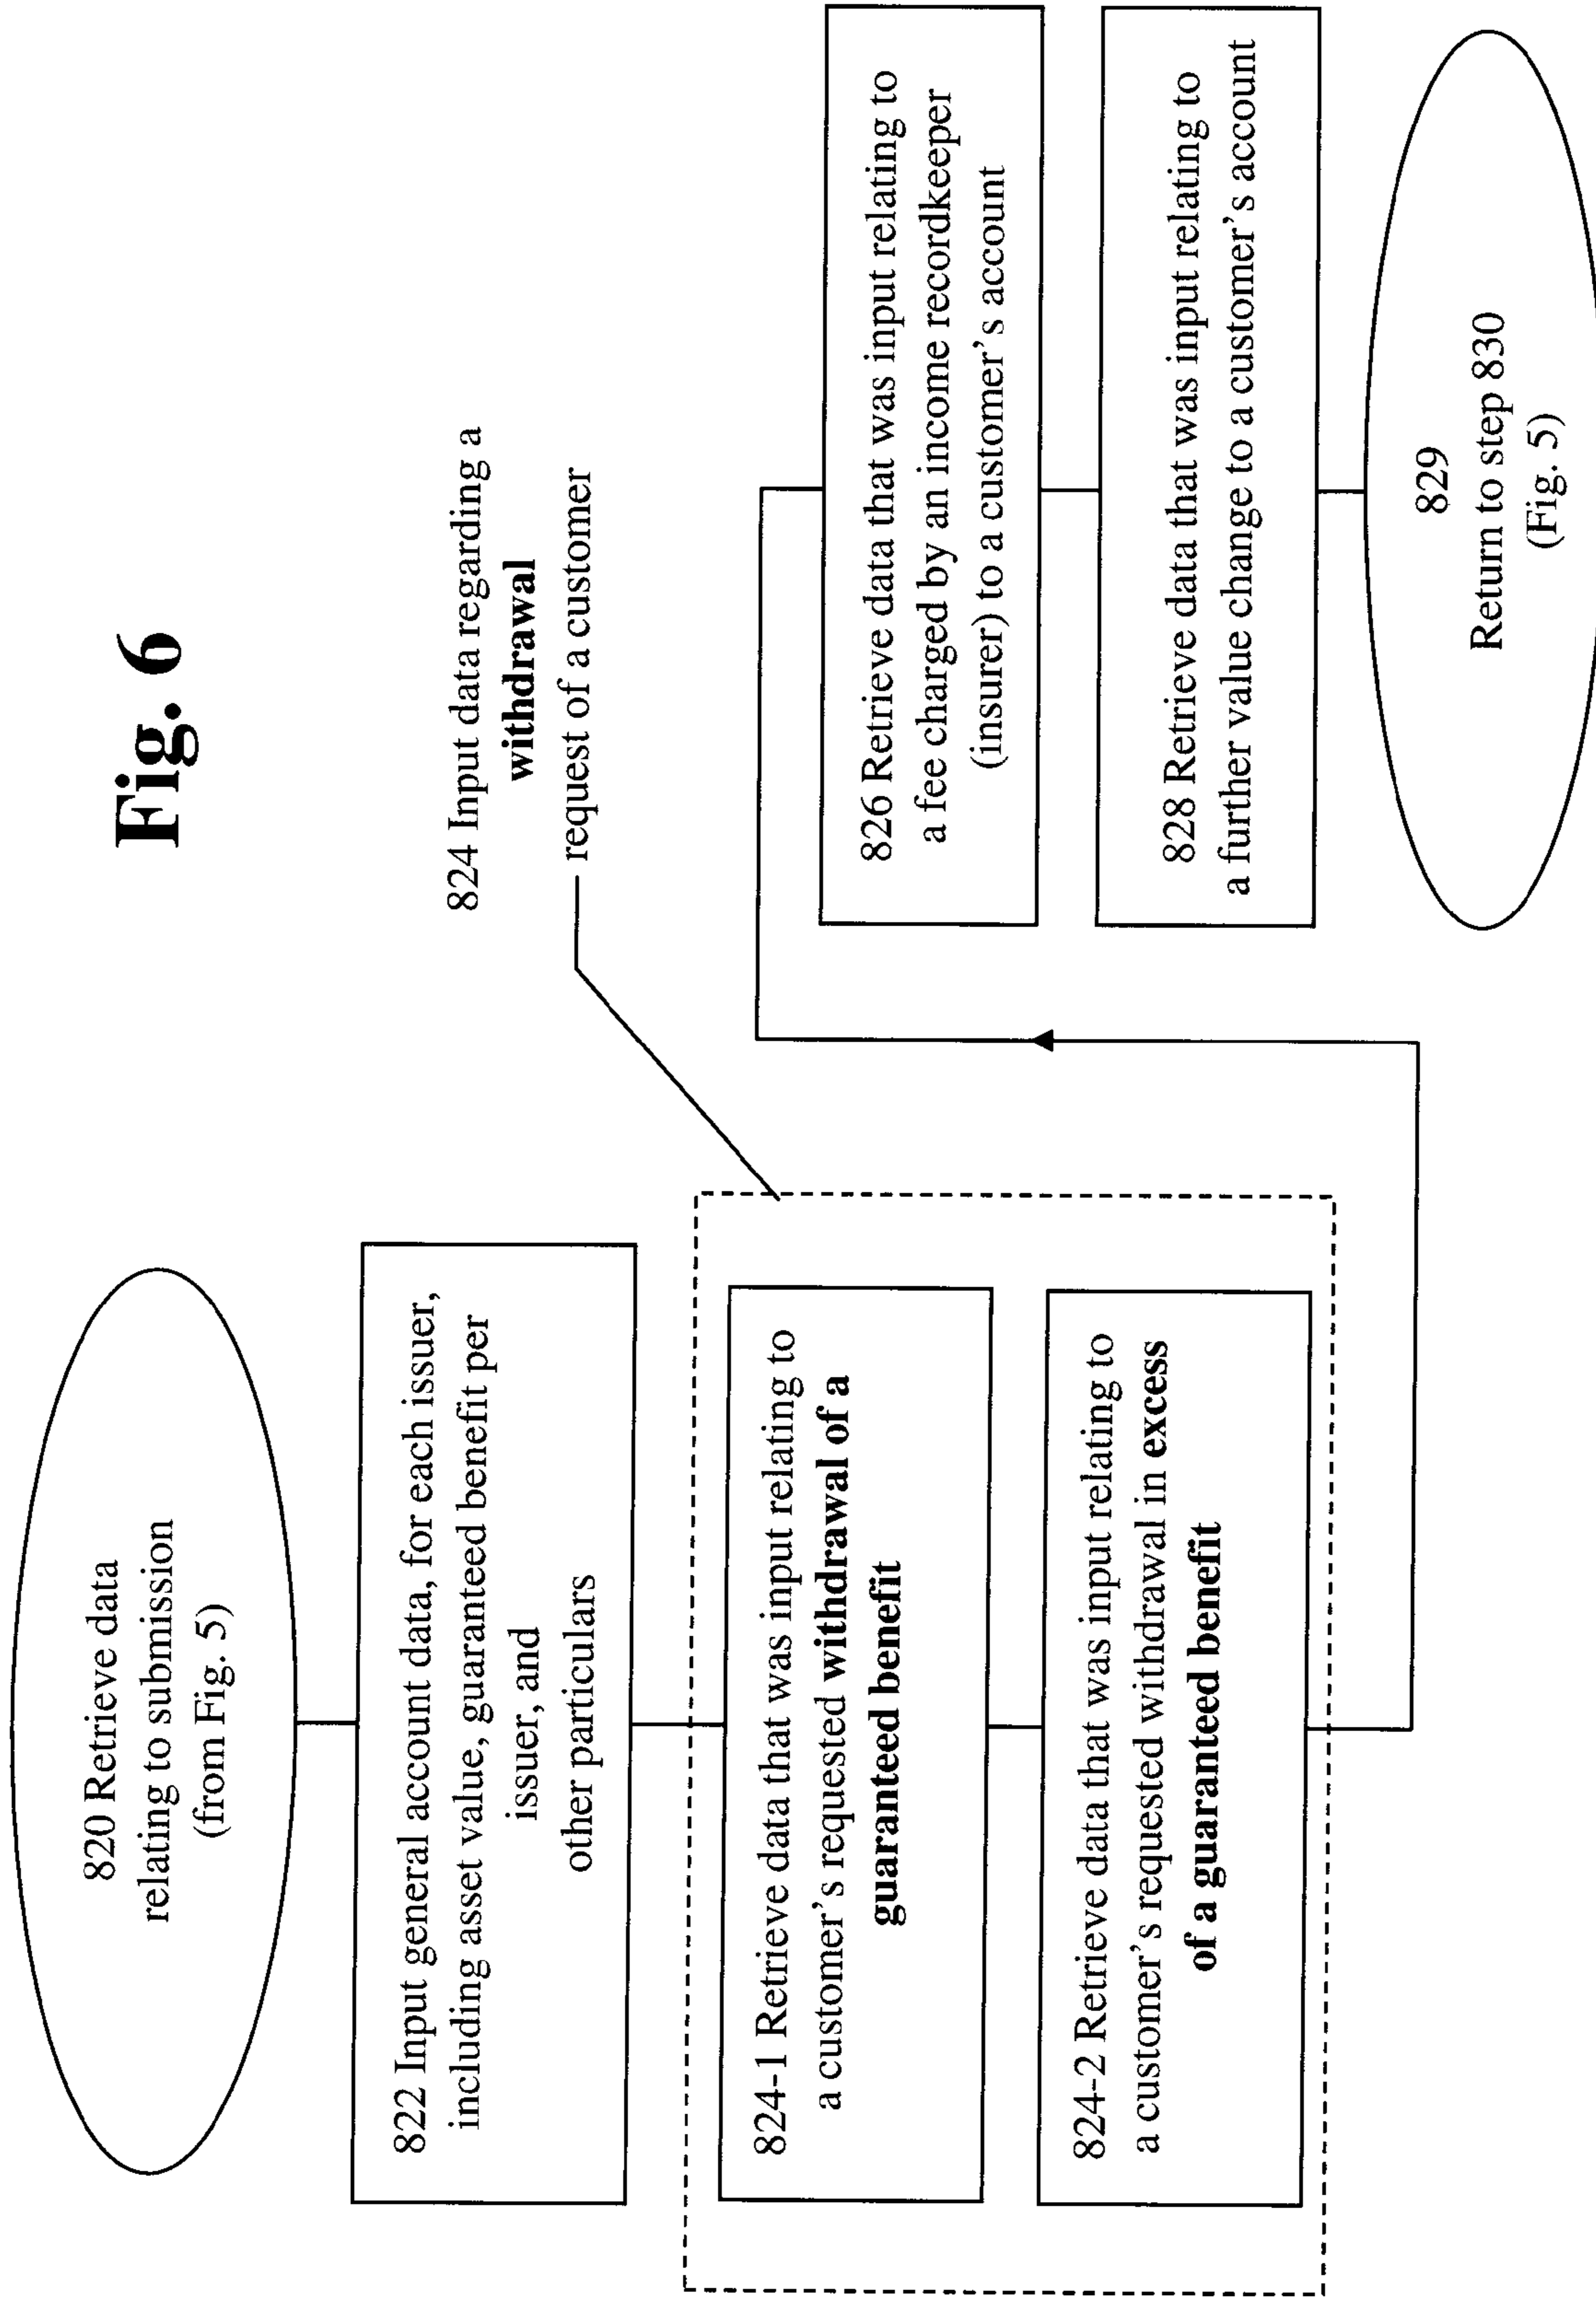 Fig. 6
820 Retrieve data
relating to submission
(from Fig. 5)
822 Input general account data, for each issuer,
including asset value, guaranteed benefit per
issuer, and
other particulars
824 Input data regarding a
withdrawal
request of a customer
824-1 Retrieve data that was input relating to
a customer's requested withdrawal of a
guaranteed benefit
824-2 Retrieve data that was input relating to
a customer's requested withdrawal in excess
of a guaranteed benefit
826 Retrieve data that was input relating to
a fee charged by an income recordkeeper
(insurer) to a customer's account
828 Retrieve data that was input relating to
a further value change to a customer's account
829
Return to step 830
(Fig. 5)